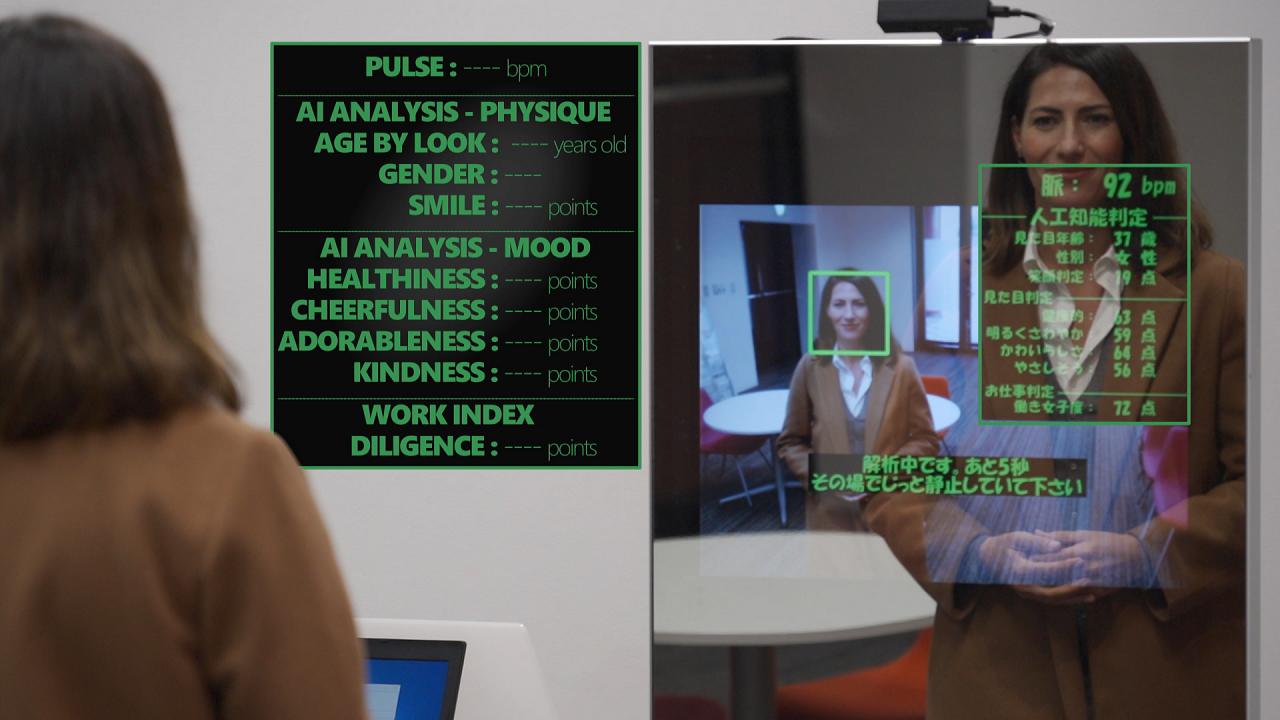 PULSE : ---- bpm
AI ANALYSIS - PHYSIQUE
AGE BY LOOK : ---- years old
GENDER : ----
SMILE : ---- points
AI ANALYSIS - MOOD
HEALTHINESS : ---- points
CHEERFULNESS : ---- points
ADORABLENESS : ---- points
KINDNESS : ---- points
WORK INDEX
DILIGENCE : ---- points
脈 : 92 bpm
人工知能判定
見た目年齢 : 37 歳
性別 : 女 性
笑顔判定 : 点
見た目判定
健康的 : 63 点
明るくさわやか 59 点
かわいらしさ 64 点
やさしそう 56 点
お仕事判定
働き女子度 : 72 点
解析中です。あと5秒
その場でじっと静止していて下さい